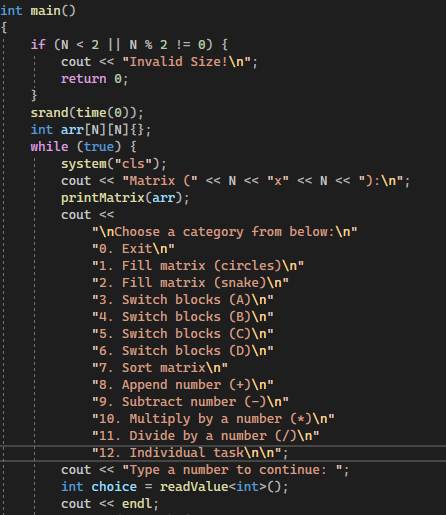 int main()
{
    if (N < 2 || N % 2 != 0) {
        cout << "Invalid Size!\n";
        return 0;
    }
    srand(time(0));
    int arr[N][N]{};
    while (true) {
        system("cls");
        cout << "Matrix (" << N << "x" << N << "):\n";
        printMatrix(arr);
        cout <<
            "\nChoose a category from below:\n"
            "0. Exit\n"
            "1. Fill matrix (circles)\n"
            "2. Fill matrix (snake)\n"
            "3. Switch blocks (A)\n"
            "4. Switch blocks (B)\n"
            "5. Switch blocks (C)\n"
            "6. Switch blocks (D)\n"
            "7. Sort matrix\n"
            "8. Append number (+)\n"
            "9. Subtract number (-)\n"
            "10. Multiply by a number (*)\n"
            "11. Divide by a number (/)\n"
            "12. Individual task\n\n";
        cout << "Type a number to continue: ";
        int choice = readValue<int>();
        cout << endl;